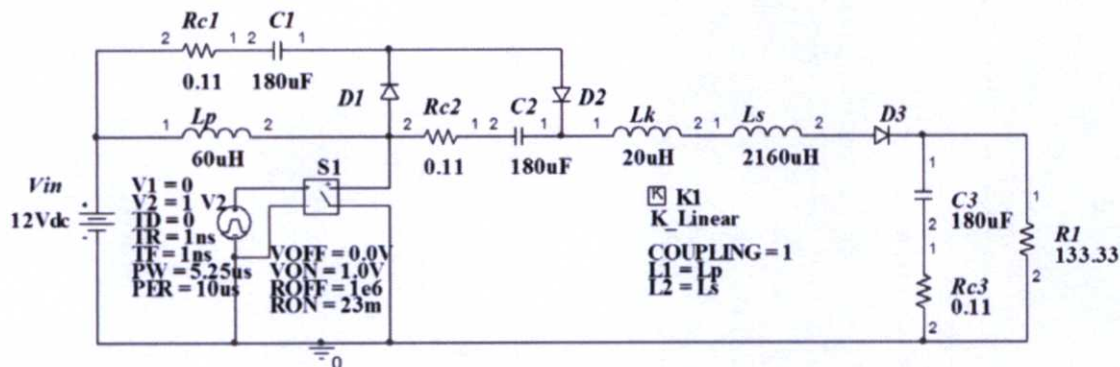 Rc1 C1
2 1 2 1
0.11 180uF
D1 Rc2 C2 D2
1 Lp 2
60uH
2 1 2 1
0.11 180uF
1 Lk 2 1 Ls 2 D3
20uH 2160uH
S1
Vin
12Vdc
V1 = 0
V2 = 1 V2
TD = 0
TR = 1ns
TF = 1ns
PW = 5.25us
PER = 10us
VOFF = 0.0V
VON = 1.0V
ROFF = 1e6
RON = 23m
K K1
K_Linear
COUPLING = 1
L1 = Lp
L2 = Ls
1
C3
180uF
2
1
Rc3
0.11
2
1
R1
133.33
2
0